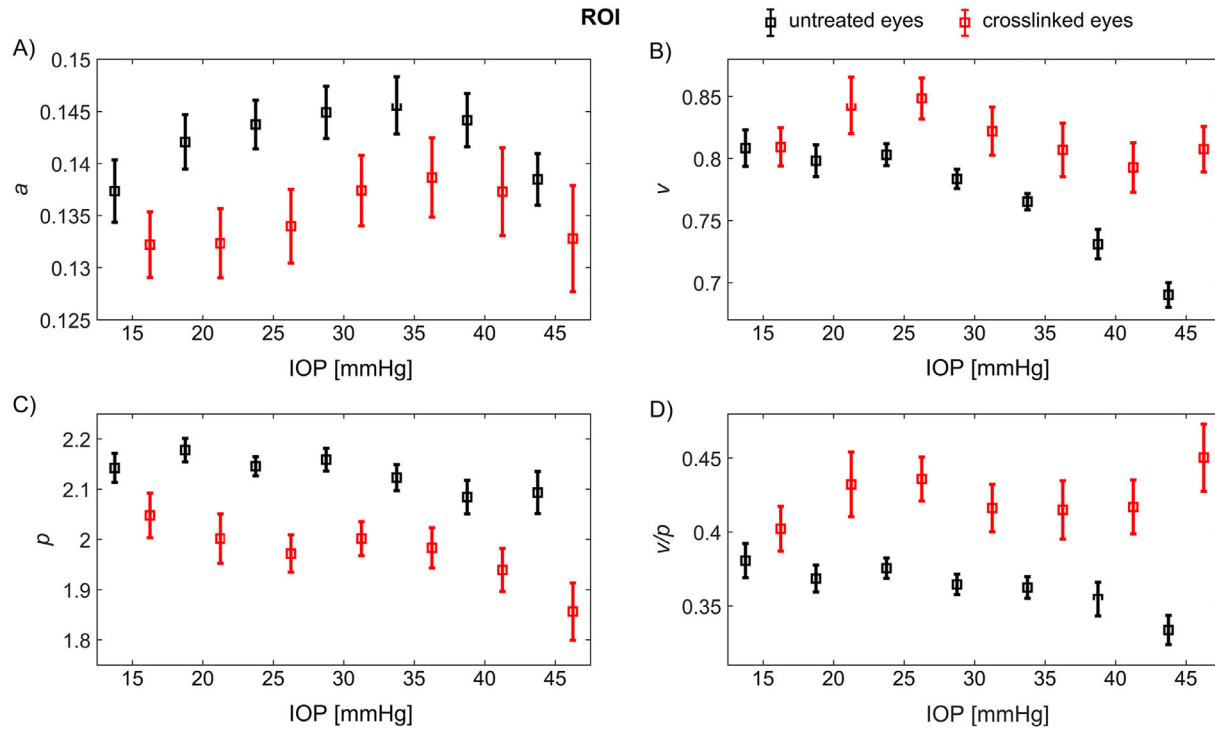 ROI
untreated eyes
crosslinked eyes
A)
a
0.15
0.145
0.14
0.135
0.13
0.125
15 20 25 30 35 40 45
IOP [mmHg]
B)
v
0.85
0.8
0.75
0.7
15 20 25 30 35 40 45
IOP [mmHg]
C)
p
2.2
2.1
2
1.9
1.8
15 20 25 30 35 40 45
IOP [mmHg]
D)
v/p
0.45
0.4
0.35
15 20 25 30 35 40 45
IOP [mmHg]